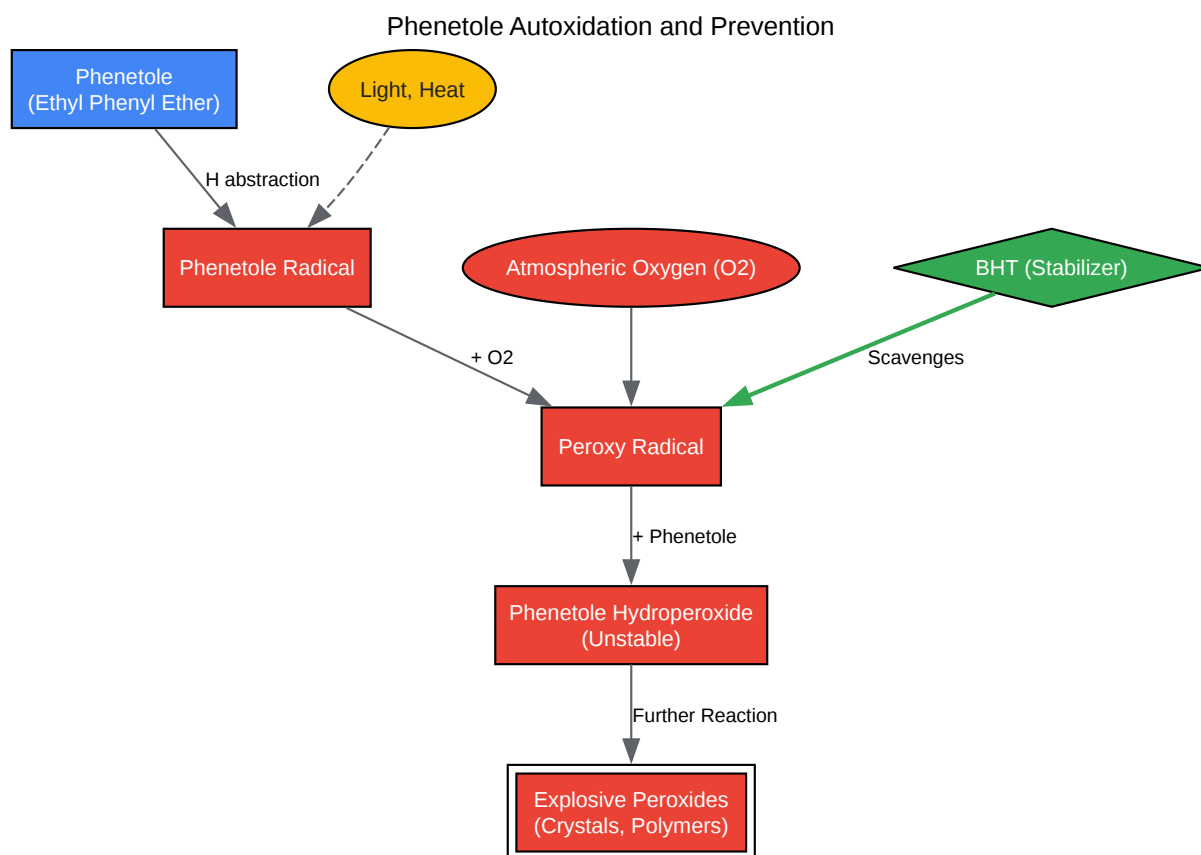 Phenetole Autoxidation and Prevention
Phenetole
(Ethyl Phenyl Ether)
Light, Heat
H abstraction
Phenetole Radical
Atmospheric Oxygen (O2)
BHT (Stabilizer)
+ O2
Scavenges
Peroxy Radical
+ Phenetole
Phenetole Hydroperoxide
(Unstable)
Further Reaction
Explosive Peroxides
(Crystals, Polymers)